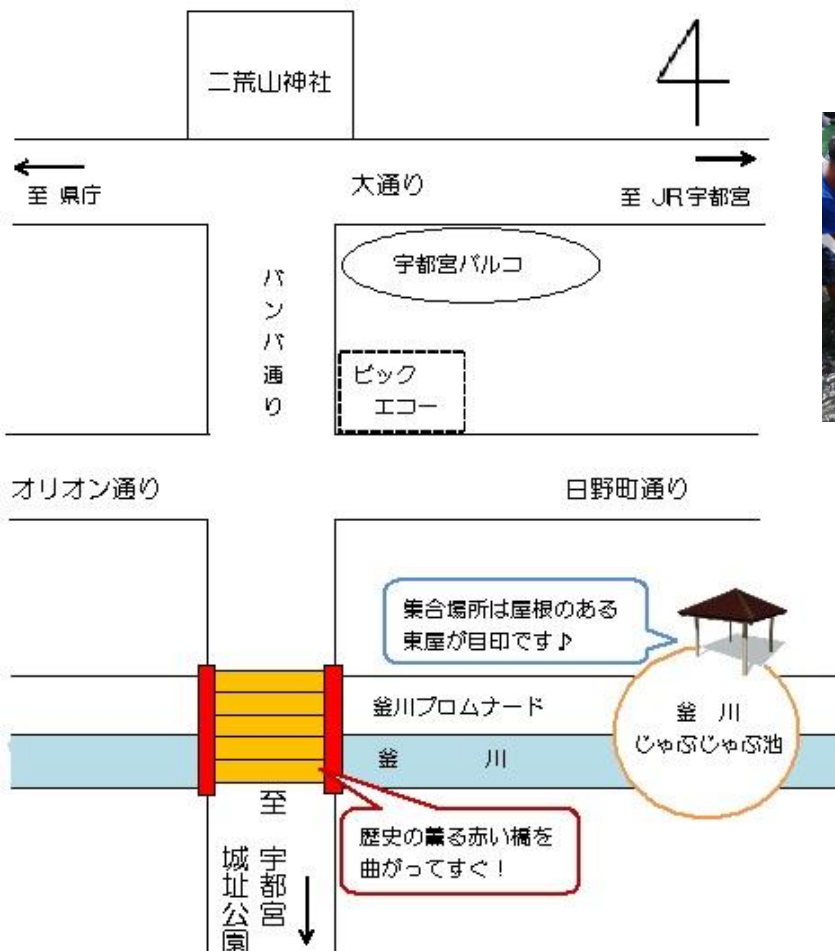 二荒山神社
至 県庁
大通り
至 JR宇都宮
バンバ通り
宇都宮パルコ
ビック
エコー
オリオン通り
日野町通り
集合場所は屋根のある
東屋が目印です♪
釜川プロムナード
釜 川
じゃぶじゃぶ池
釜 川
歴史の薫る赤い橋を
曲がってすぐ！
至 宇都宮
城址公園